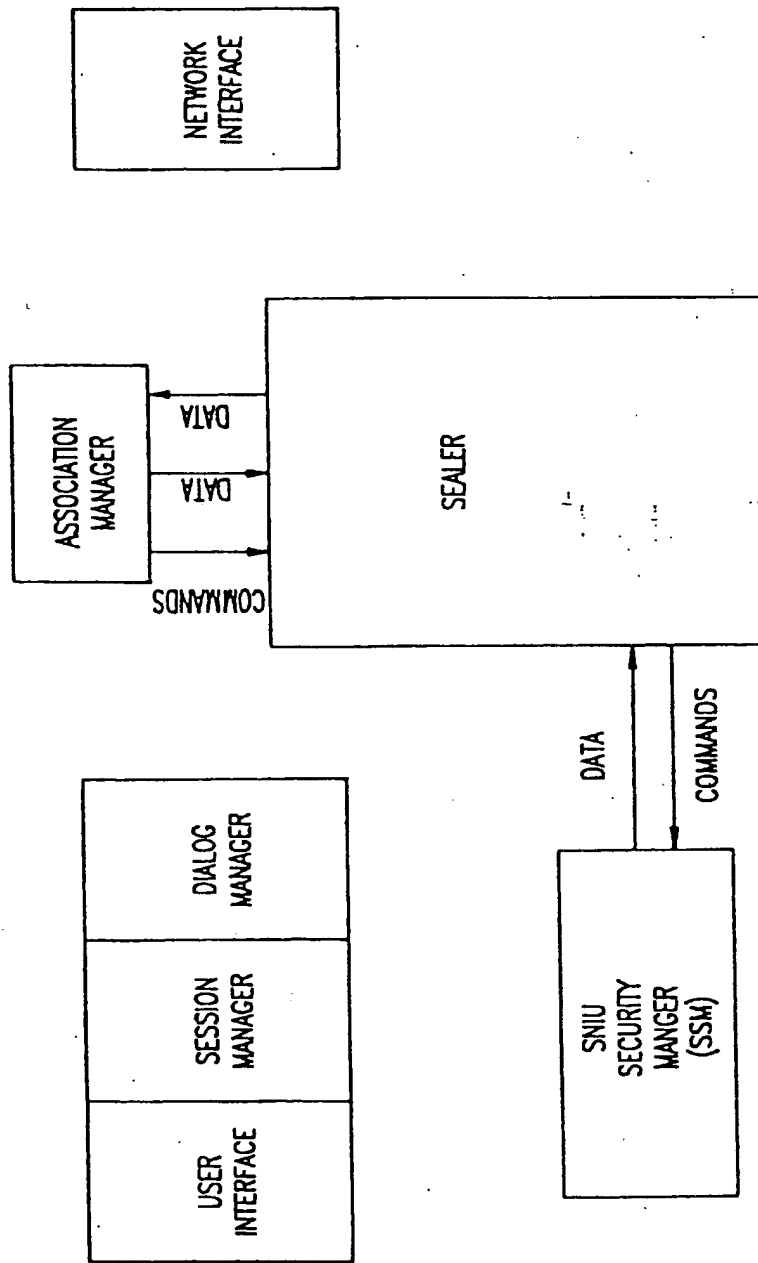 ASSOCIATION
MANAGER
USER
INTERFACE
SESSION
MANAGER
DIALOG
MANAGER
NETWORK
INTERFACE
COMMANDS
DATA
DATA
SEALER
DATA
COMMANDS
SNIU
SECURITY
MANGER
(SSM)